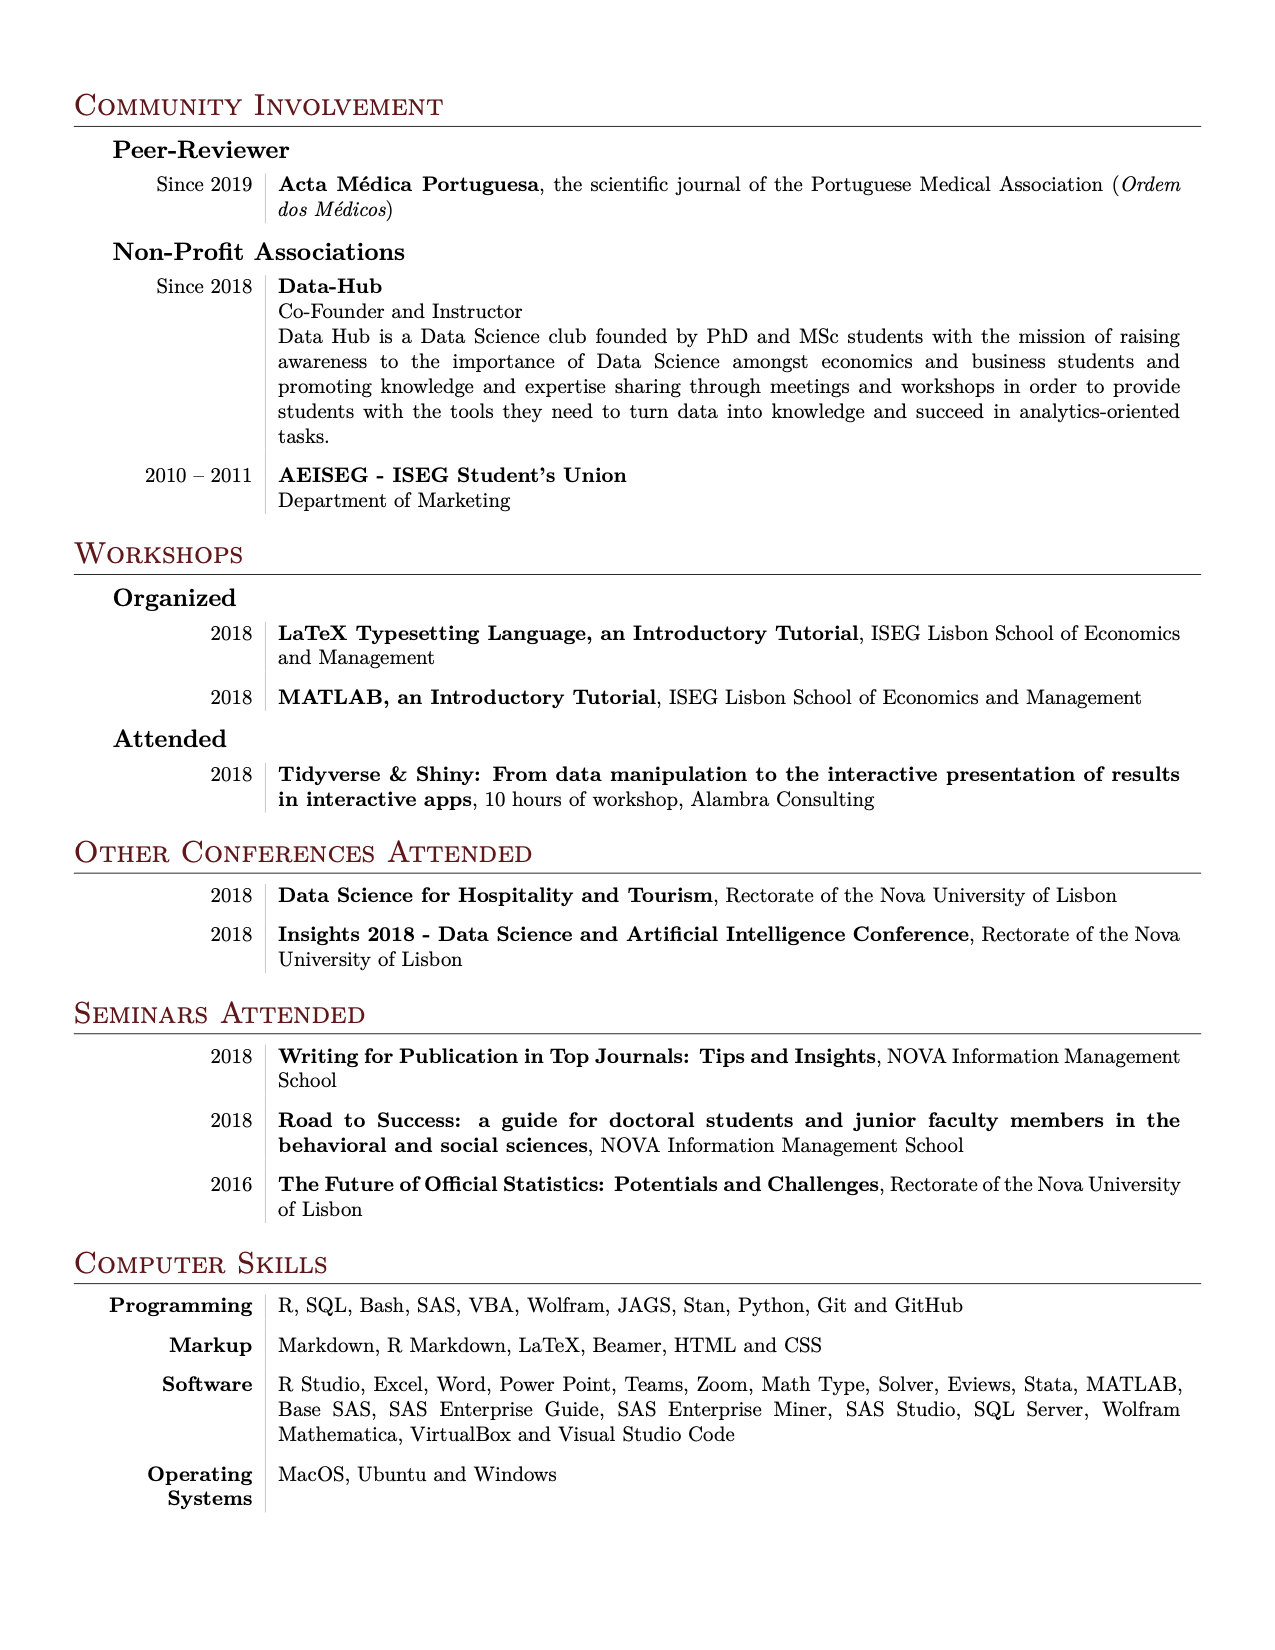 Community Involvement
Peer-Reviewer
Since 2019 Acta Médica Portuguesa, the scientific journal of the Portuguese Medical Association (Ordem
dos Médicos)
Non-Profit Associations
Since 2018 Data-Hub
Co-Founder and Instructor
Data Hub is a Data Science club founded by PhD and MSc students with the mission of raising
awareness to the importance of Data Science amongst economics and business students and
promoting knowledge and expertise sharing through meetings and workshops in order to provide
students with the tools they need to turn data into knowledge and succeed in analytics-oriented
tasks.
2010 – 2011 AEISEG - ISEG Student's Union
Department of Marketing
Workshops
Organized
2018 LaTeX Typesetting Language, an Introductory Tutorial, ISEG Lisbon School of Economics
and Management
2018 MATLAB, an Introductory Tutorial, ISEG Lisbon School of Economics and Management
Attended
2018 Tidyverse & Shiny: From data manipulation to the interactive presentation of results
in interactive apps, 10 hours of workshop, Alambra Consulting
Other Conferences Attended
2018 Data Science for Hospitality and Tourism, Rectorate of the Nova University of Lisbon
2018 Insights 2018 - Data Science and Artificial Intelligence Conference, Rectorate of the Nova
University of Lisbon
Seminars Attended
2018 Writing for Publication in Top Journals: Tips and Insights, NOVA Information Management
School
2018 Road to Success: a guide for doctoral students and junior faculty members in the
behavioral and social sciences, NOVA Information Management School
2016 The Future of Official Statistics: Potentials and Challenges, Rectorate of the Nova University
of Lisbon
Computer Skills
Programming R, SQL, Bash, SAS, VBA, Wolfram, JAGS, Stan, Python, Git and GitHub
Markup Markdown, R Markdown, LaTeX, Beamer, HTML and CSS
Software R Studio, Excel, Word, Power Point, Teams, Zoom, Math Type, Solver, Eviews, Stata, MATLAB,
Base SAS, SAS Enterprise Guide, SAS Enterprise Miner, SAS Studio, SQL Server, Wolfram
Mathematica, VirtualBox and Visual Studio Code
Operating MacOS, Ubuntu and Windows
Systems